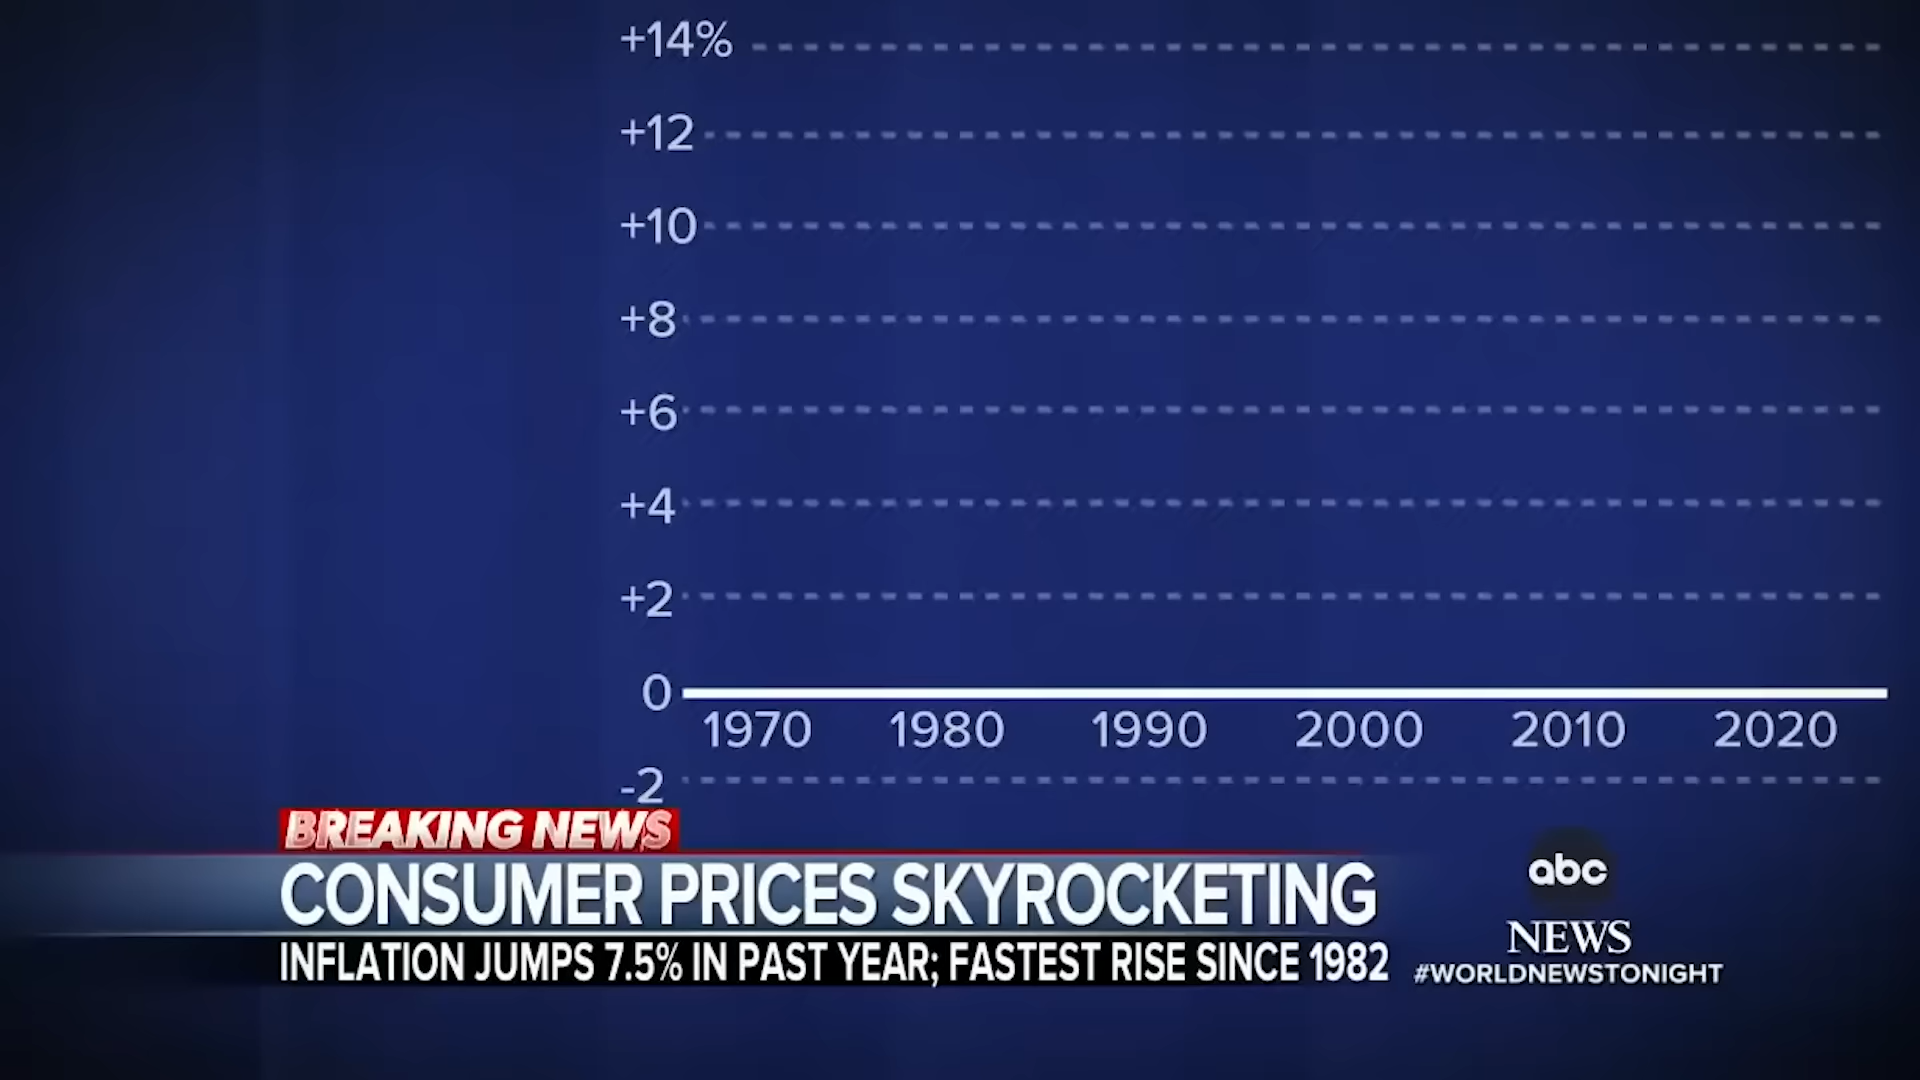 +14%
+12
+10
+8
+6
+4
+2
0
1970 1980 1990 2000 2010 2020
-2
BREAKING NEWS
CONSUMER PRICES SKYROCKETING
INFLATION JUMPS 7.5% IN PAST YEAR; FASTEST RISE SINCE 1982
abc
NEWS
#WORLDNEWSTONIGHT